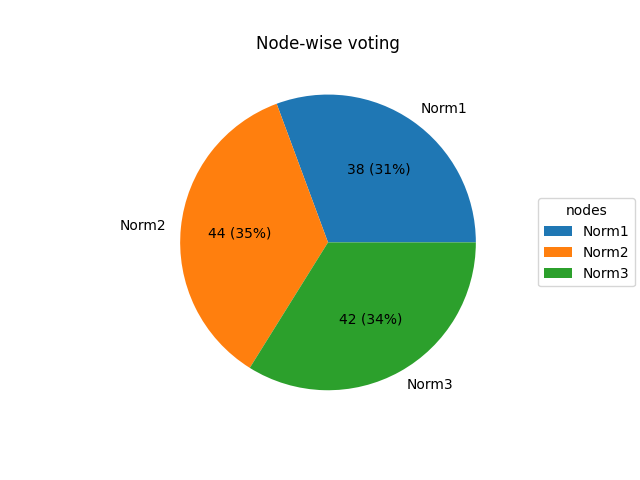 Node-wise voting
Norm1
38 (31%)
Norm2
44 (35%)
42 (34%)
Norm3
nodes
Norm1
Norm2
Norm3